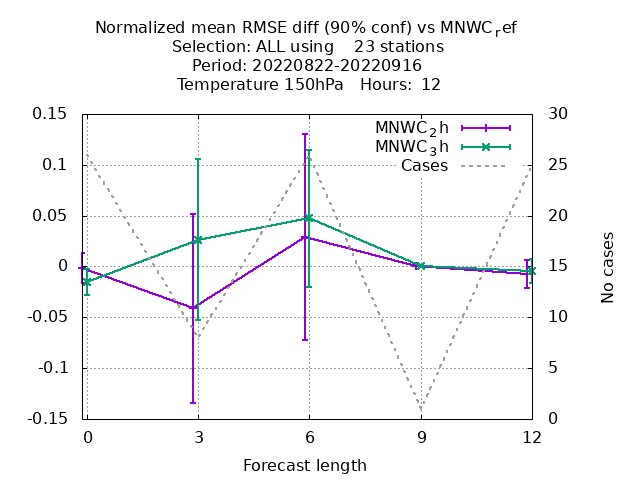 Normalized mean RMSE diff (90% conf) vs MNWC_ref
Selection: ALL using 23 stations
Period: 20220822-20220916
Temperature 150hPa Hours: 12
MNWC_2h
MNWC_3h
Cases
0.15
0.1
0.05
0
-0.05
-0.1
-0.15
30
25
20
15
10
5
0
No cases
0 3 6 9 12
Forecast length